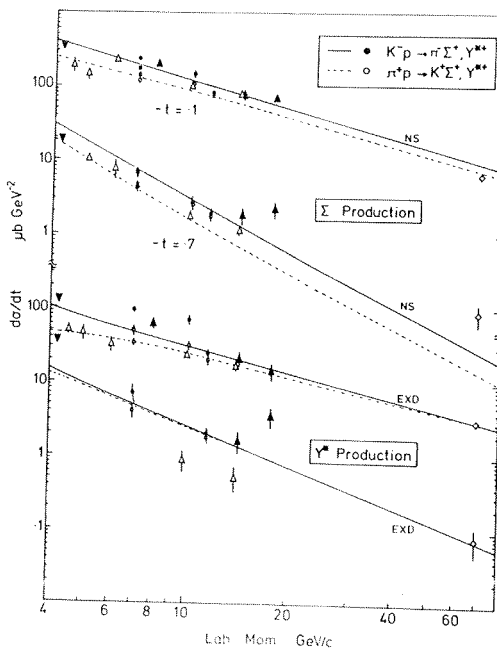 K⁻p → π⁻Σ⁺, Y*⁺
π⁺p → K⁺Σ⁺, Y*⁺
100
NS
-t = ·1
10
Σ Production
μb GeV⁻²
1
-t = ·7
NS
dσ/dt
100
10
EXD
Y* Production
1
EXD
·1
4
6
8
10
20
40
60
Lab Mom GeV/c